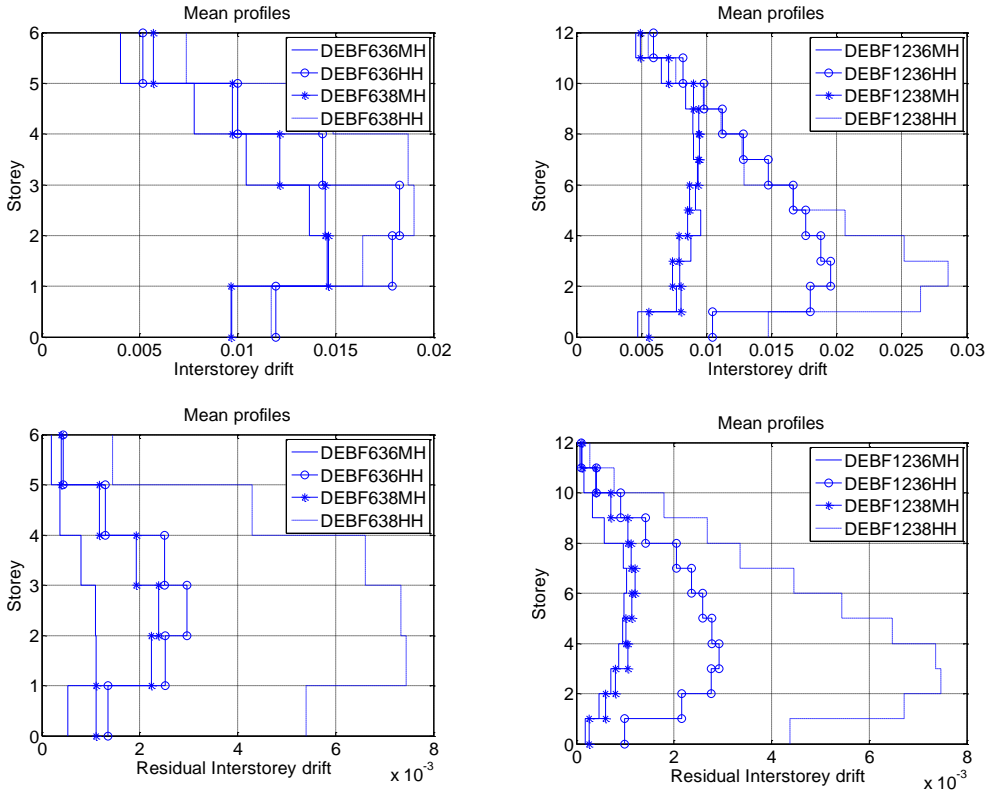 Mean profiles
6
5
4
3
2
1
0
Storey
DEBF636MH
DEBF636HH
DEBF638MH
DEBF638HH
0 0.005 0.01 0.015 0.02
Interstorey drift
Mean profiles
12
10
8
6
4
2
0
Storey
DEBF1236MH
DEBF1236HH
DEBF1238MH
DEBF1238HH
0 0.005 0.01 0.015 0.02 0.025 0.03
Interstorey drift
Mean profiles
6
5
4
3
2
1
0
Storey
DEBF636MH
DEBF636HH
DEBF638MH
DEBF638HH
0 2 4 6 8
Residual Interstorey drift
x 10-3
Mean profiles
12
10
8
6
4
2
0
Storey
DEBF1236MH
DEBF1236HH
DEBF1238MH
DEBF1238HH
0 2 4 6 8
Residual Interstorey drift
x 10-3